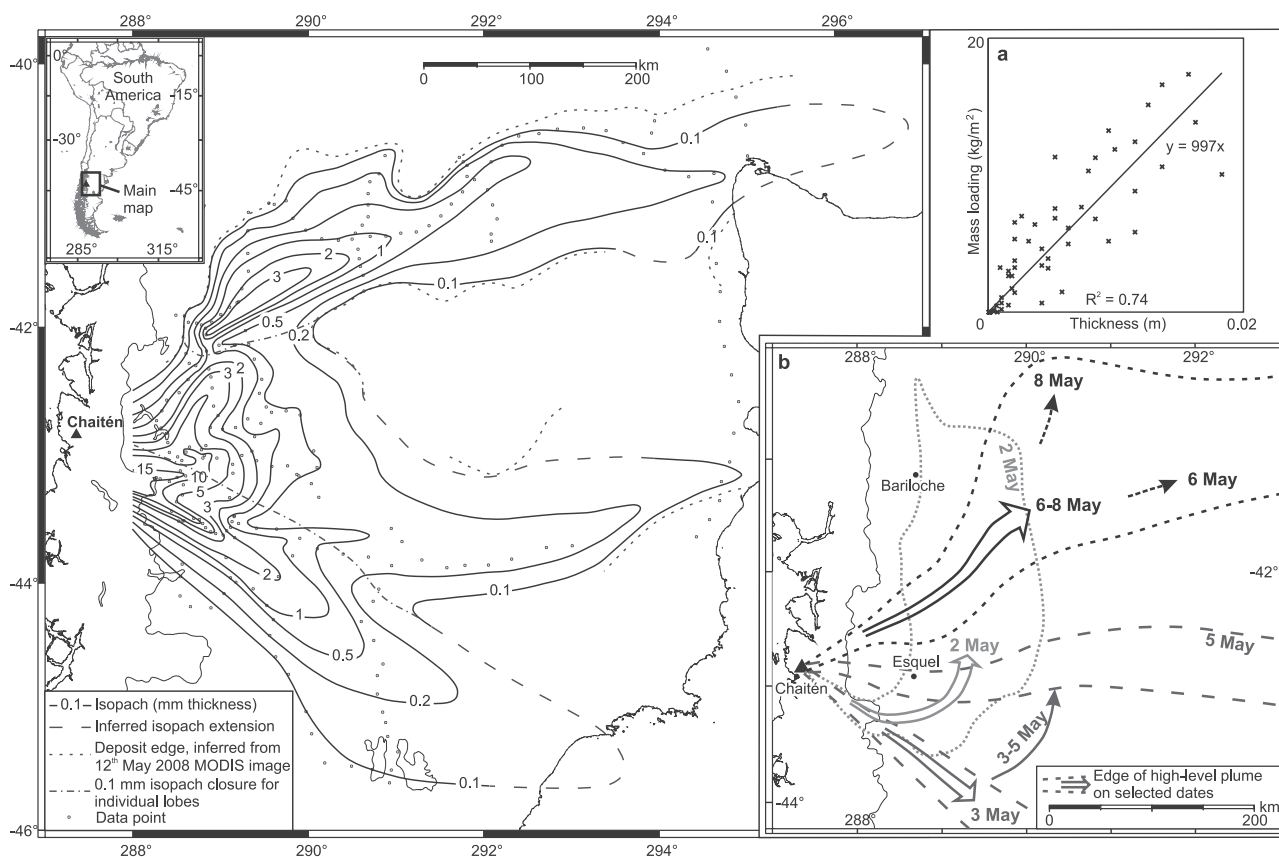 288°
290°
292°
294°
296°
-40°
-42°
-44°
-46°
288°
290°
292°
294°
0°
South
America
-15°
-30°
-45°
Main
map
285°
315°
km
0
100
200
0.1
2
1
3
0.1
0.1
0.5
0.2
3
2
Chaitén
15
10
5
3
2
1
0.1
0.5
0.2
0.1
–0.1– Isopach (mm thickness)
Inferred isopach extension
Deposit edge, inferred from
12th May 2008 MODIS image
0.1 mm isopach closure for
individual lobes
Data point
a
20
Mass loading (kg/m2)
y = 997x
R2 = 0.74
0
Thickness (m)
0.02
b
288°
290°
292°
8 May
2 May
Bariloche
6 May
6-8 May
-42°
5 May
2 May
Esquel
Chaitén
3-5 May
3 May
-44°
288°
Edge of high-level plume
on selected dates
0
100
200
km